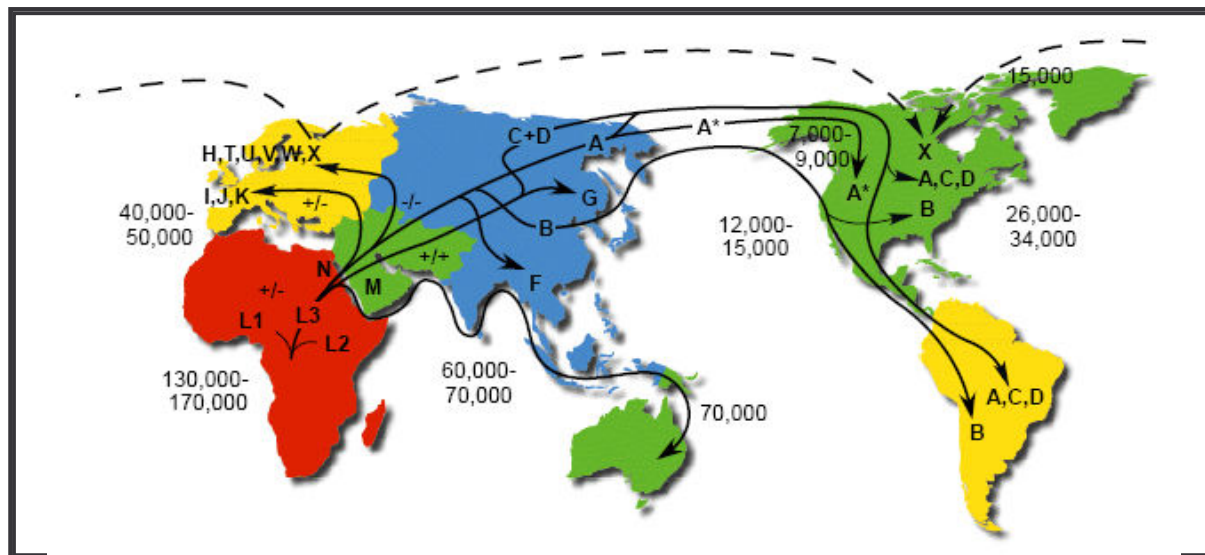 15,000
C+D
A
A*
7,000-
9,000
X
H,T,U,V,W,X
I,J,K
+/-
-/-
G
A*
A,C,D
B
40,000-
50,000
B
12,000-
15,000
26,000-
34,000
N
+/+
M
F
+/-
L3
L1
L2
130,000-
170,000
60,000-
70,000
70,000
A,C,D
B